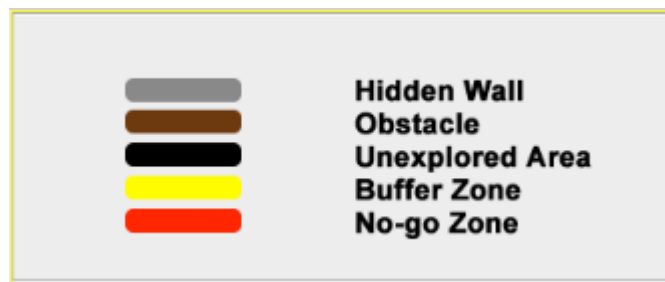 Hidden Wall
Obstacle
Unexplored Area
Buffer Zone
No-go Zone